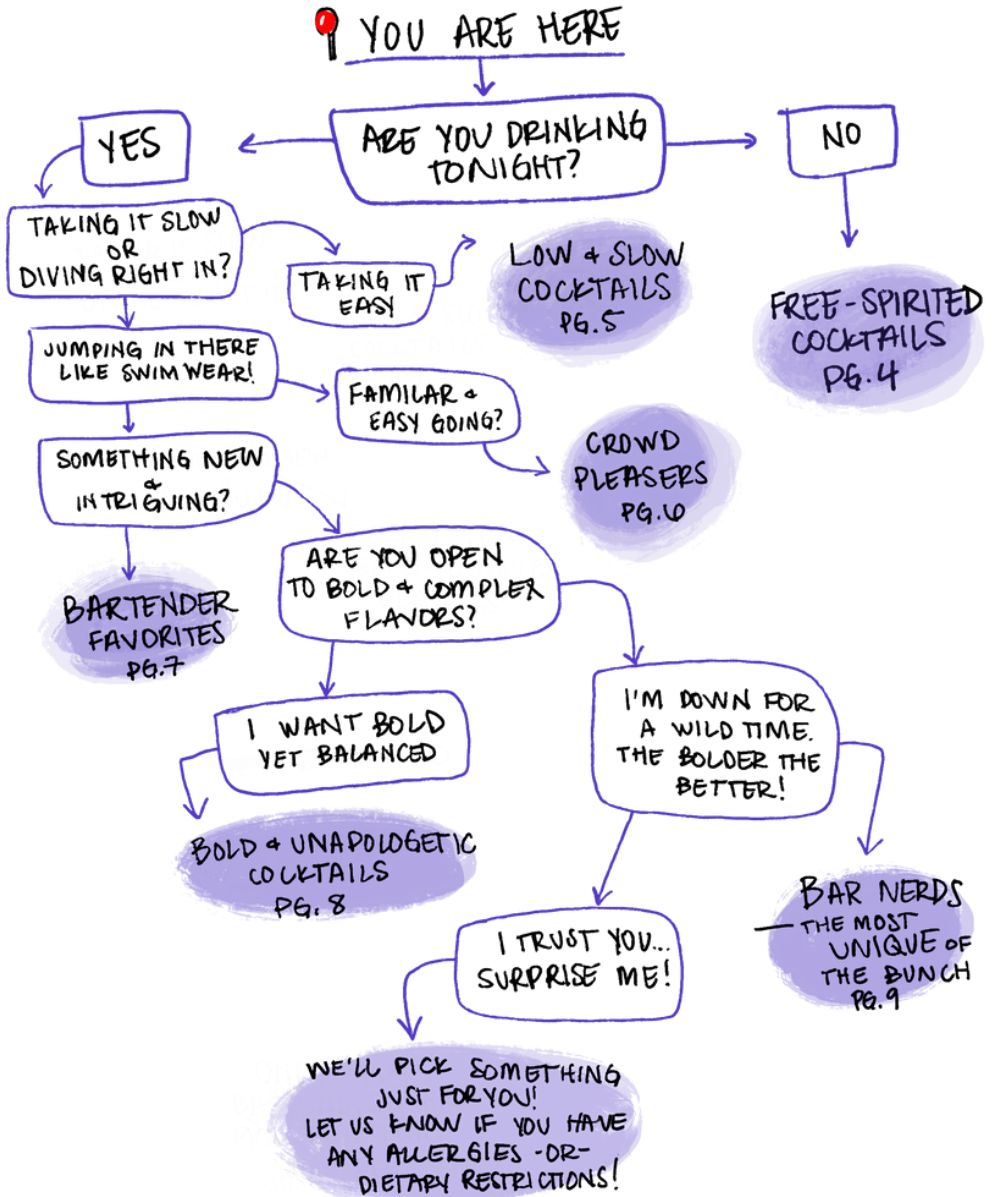 YOU ARE HERE
ARE YOU DRINKING
TONIGHT?
YES
NO
TAKING IT SLOW
OR
DIVING RIGHT IN?
TAKING IT
EASY
LOW & SLOW
COCKTAILS
PG.5
FREE-SPIRITED
COCKTAILS
PG.4
JUMPING IN THERE
LIKE SWIMWEAR!
FAMILAR &
EASY GOING?
CROWD
PLEASERS
PG.6
SOMETHING NEW
&
INTRIGUING?
BARTENDER
FAVORITES
PG.7
ARE YOU OPEN
TO BOLD & COMPLEX
FLAVORS?
I WANT BOLD
YET BALANCED
BOLD & UNAPOLOGETIC
COCKTAILS
PG. 8
I'M DOWN FOR
A WILD TIME.
THE BOLDER THE
BETTER!
BAR NERDS
— THE MOST
UNIQUE OF
THE BUNCH
PG.9
I TRUST YOU...
SURPRISE ME!
WE'LL PICK SOMETHING
JUST FOR YOU!
LET US KNOW IF YOU HAVE
ANY ALLERGIES -OR-
DIETARY RESTRICTIONS!